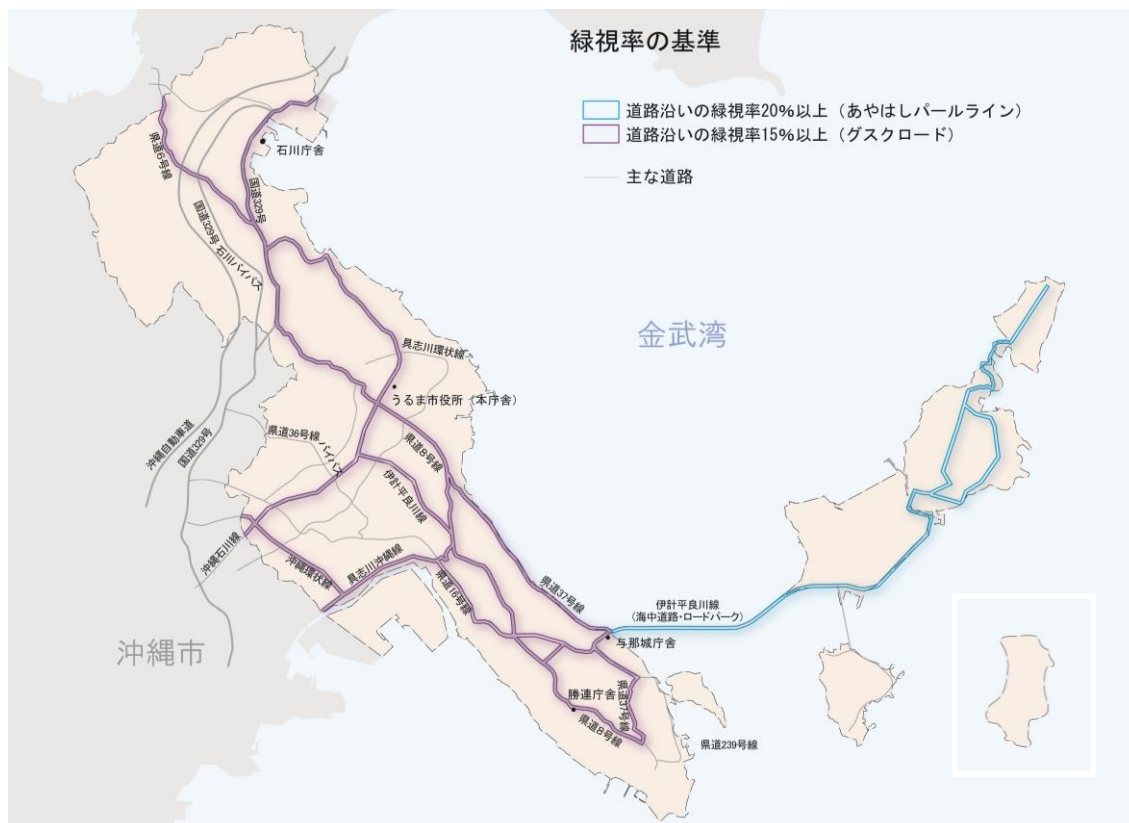 緑視率の基準
道路沿いの緑視率20%以上（あやはしパールライン）
道路沿いの緑視率15%以上（グスクロード）
主な道路
県道6号線
石川庁舎
国道329号
国道329号 石川バイパス
金武湾
具志川環状線
うるま市役所（本庁舎）
県道36号線
バイパス
県道8号線
沖縄自動車道
国道329号
伊計平良川線
沖縄石川線
沖縄環状線
具志川沖縄線
県道16号線
県道37号線
伊計平良川線
（海中道路・ロードパーク）
与那城庁舎
沖縄市
勝連庁舎
県道37号線
県道8号線
県道239号線